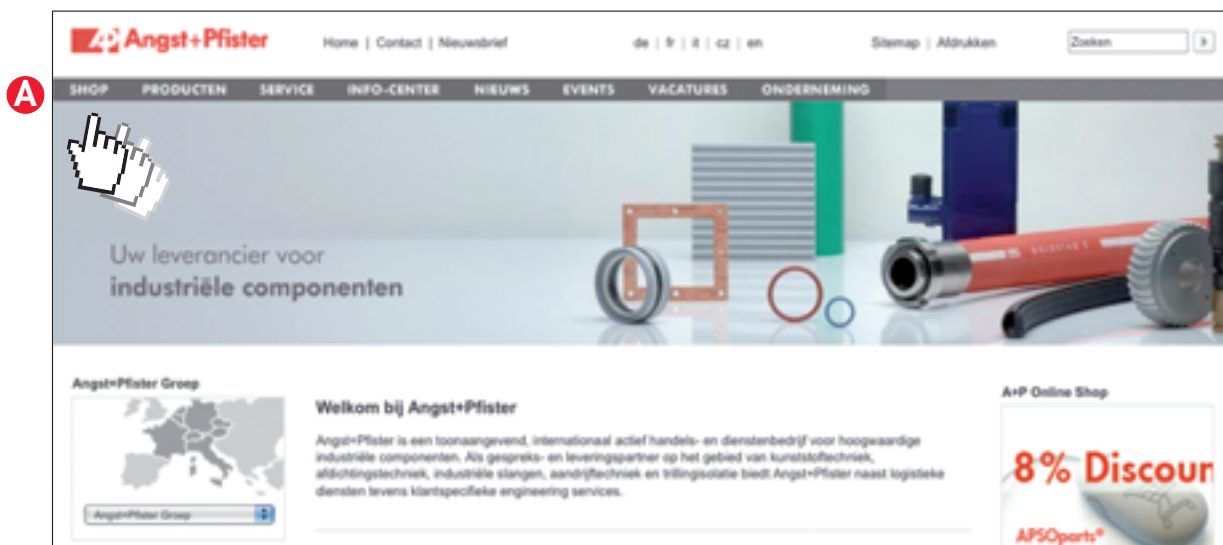 A+P Angst+Pfister
Home | Contact | Nieuwsbrief
de | fr | it | cz | en
Sitemap | Afdrukken
Zoeken
A
SHOP PRODUCTEN SERVICE INFO-CENTER NIEUWS EVENTS VACATURES ONDERNEMING
Uw leverancier voor
industriële componenten
Angst+Pfister Groep
Angst+Pfister Groep
Welkom bij Angst+Pfister
Angst+Pfister is een toonaangevend, internationaal actief handels- en dienstenbedrijf voor hoogwaardige
industriële componenten. Als gespreks- en leveringspartner op het gebied van kunststoftechniek,
afdichtingstechniek, industriële slangen, aandrijftechniek en trillingsisolatie biedt Angst+Pfister naast logistieke
diensten tevens klantspecifieke engineering services.
A+P Online Shop
8% Discoun
APSOparts®